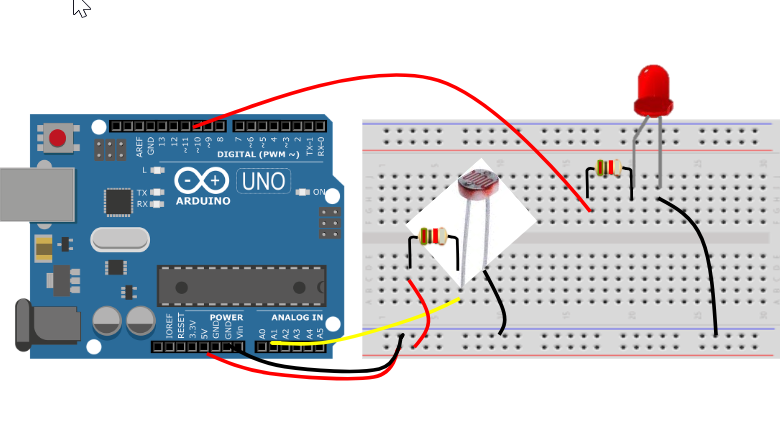 AREF
GND
13
12
~11
~10
~9
8
7
~6
~5
4
~3
2
TX-1
RX-0
DIGITAL (PWM ~)
L
TX
RX
UNO
ON
ARDUINO
POWER
ANALOG IN
IOREF
RESET
3.3V
5V
GND
GND
Vin
A0
A1
A2
A3
A4
A5